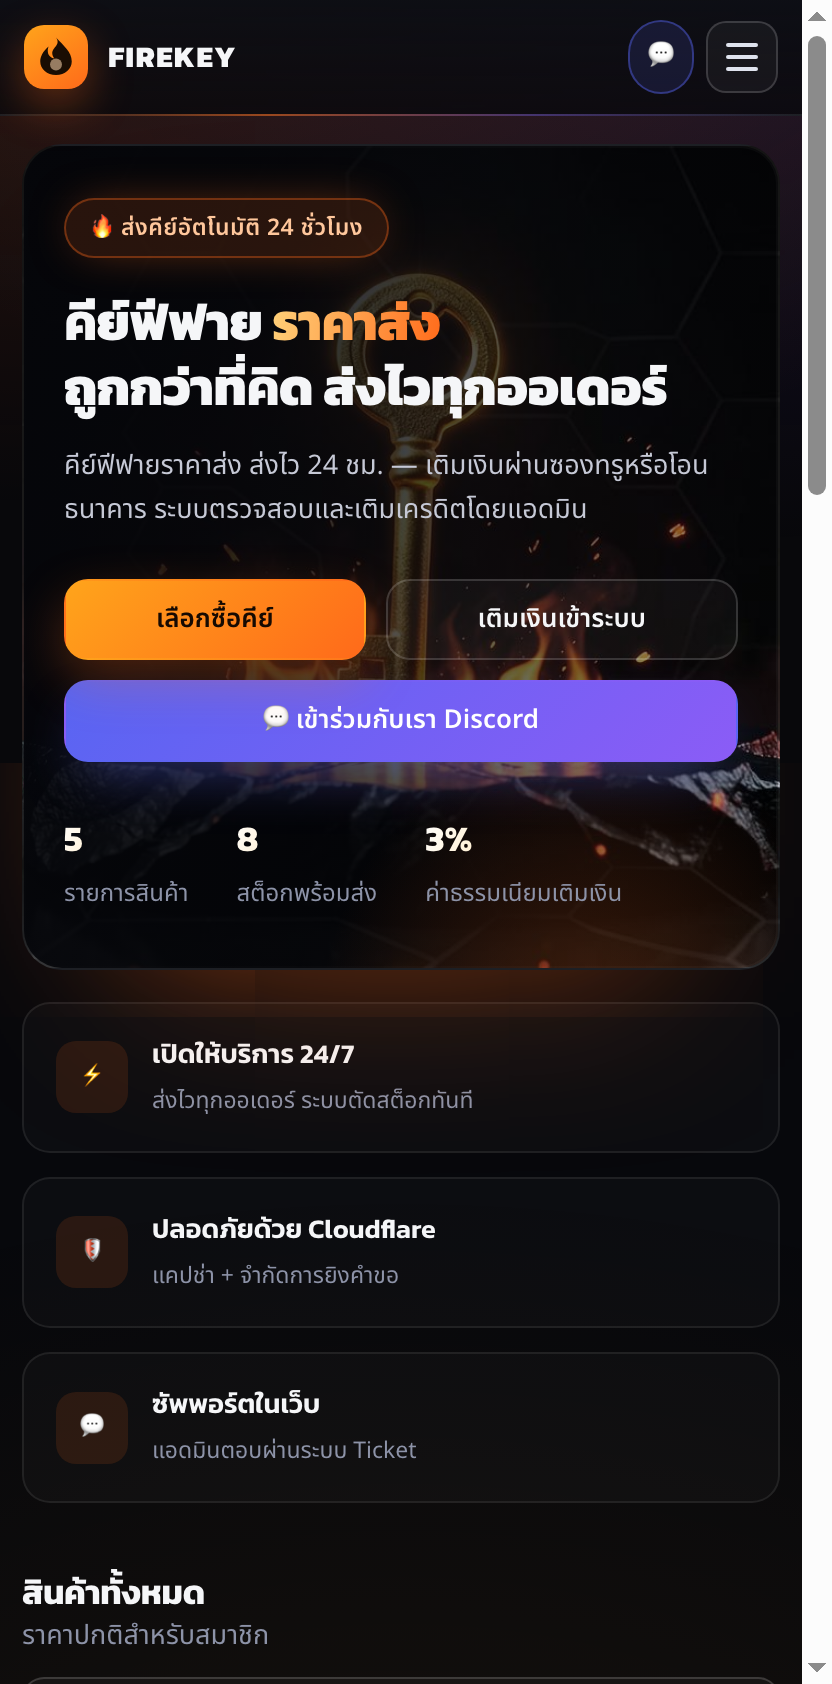 FIREKEY
ส่งคีย์อัตโนมัติ 24 ชั่วโมง
คีย์ฟีฟาย ราคาส่ง
ถูกกว่าที่คิด ส่งไวทุกออเดอร์
คีย์ฟีฟายราคาส่ง ส่งไว 24 ชม. — เติมเงินผ่านซองทรูหรือโอน
ธนาคาร ระบบตรวจสอบและเติมเครดิตโดยแอดมิน
เลือกซื้อคีย์
เติมเงินเข้าระบบ
เข้าร่วมกับเรา Discord
5
8
3%
รายการสินค้า
สต็อกพร้อมส่ง
ค่าธรรมเนียมเติมเงิน
เปิดให้บริการ 24/7
ส่งไวทุกออเดอร์ ระบบตัดสต็อกทันที
ปลอดภัยด้วย Cloudflare
แคปช่า + จำกัดการยิงคำขอ
ซัพพอร์ตในเว็บ
แอดมินตอบผ่านระบบ Ticket
สินค้าทั้งหมด
ราคาปกติสำหรับสมาชิก